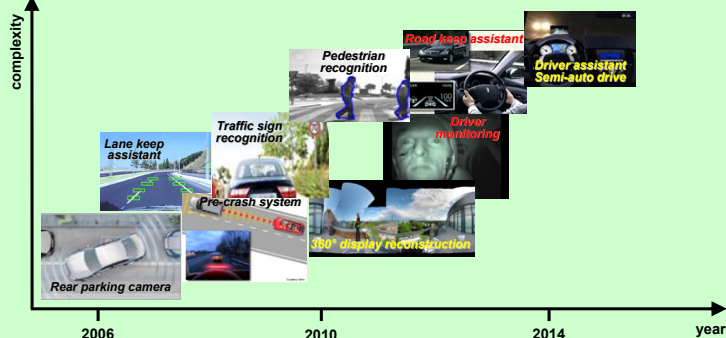 complexity
Road keep assistant
Pedestrian
recognition
Driver assistant
Semi-auto drive
100
Traffic sign
recognition
Driver
monitoring
Lane keep
assistant
Pre-crash system
360° display reconstruction
Rear parking camera
2006
2010
2014
year